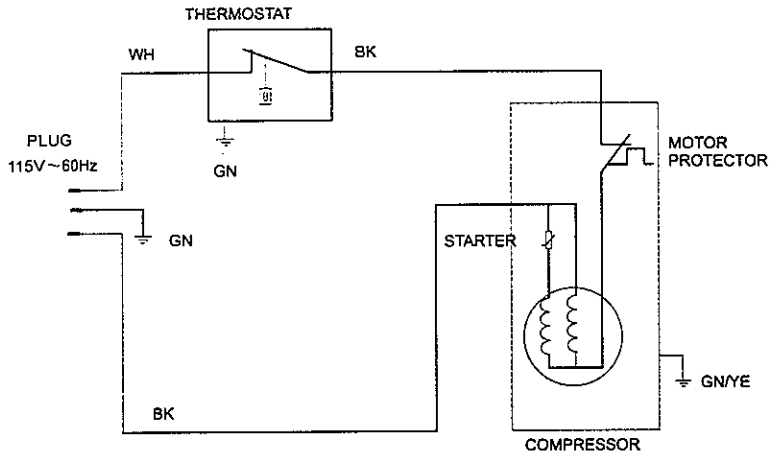 THERMOSTAT
WH
BK
θ
GN
PLUG
115V~60Hz
GN
MOTOR
PROTECTOR
STARTER
GN/YE
BK
COMPRESSOR